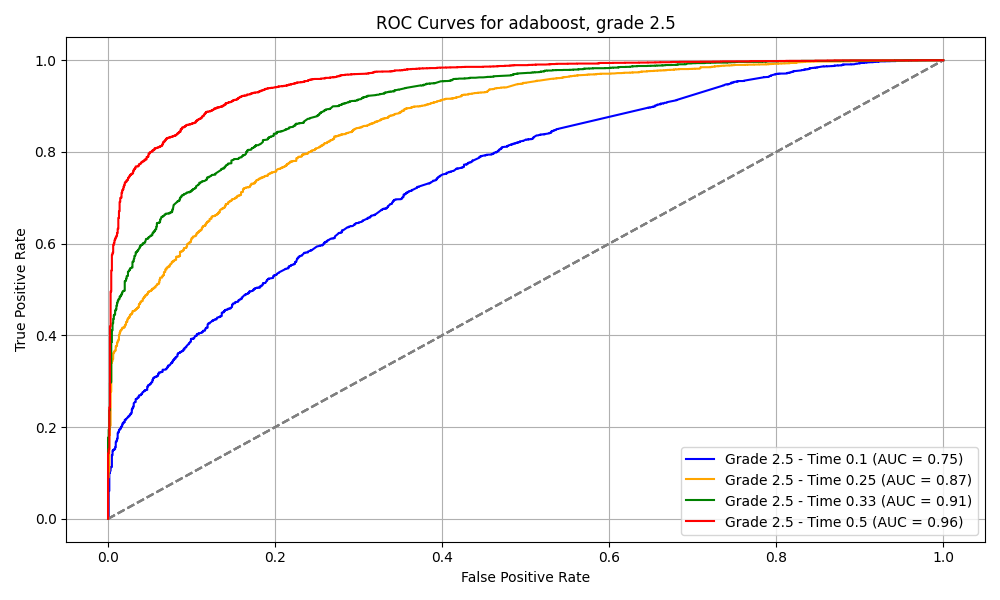 ROC Curves for adaboost, grade 2.5
True Positive Rate
1.0
0.8
0.6
0.4
0.2
0.0
Grade 2.5 - Time 0.1 (AUC = 0.75)
Grade 2.5 - Time 0.25 (AUC = 0.87)
Grade 2.5 - Time 0.33 (AUC = 0.91)
Grade 2.5 - Time 0.5 (AUC = 0.96)
0.0 0.2 0.4 0.6 0.8 1.0
False Positive Rate